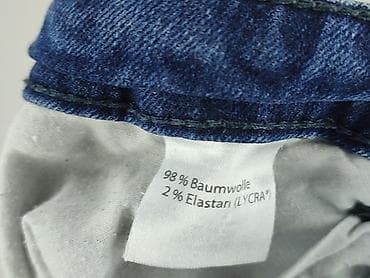 98 % Baumwolle
2 % Elastan (LYCRA®)